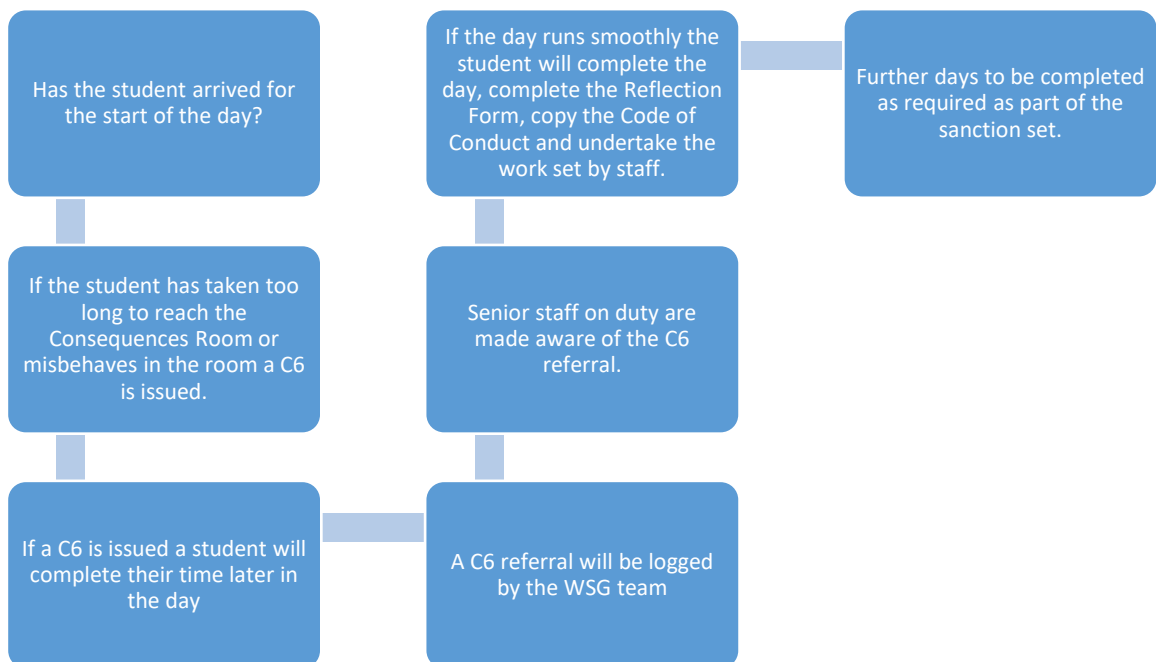 Has the student arrived for
the start of the day?
If the student has taken too
long to reach the
Consequences Room or
misbehaves in the room a C6
is issued.
If a C6 is issued a student will
complete their time later in
the day
A C6 referral will be logged
by the WSG team
Senior staff on duty are
made aware of the C6
referral.
If the day runs smoothly the
student will complete the
day, complete the Reflection
Form, copy the Code of
Conduct and undertake the
work set by staff.
Further days to be completed
as required as part of the
sanction set.